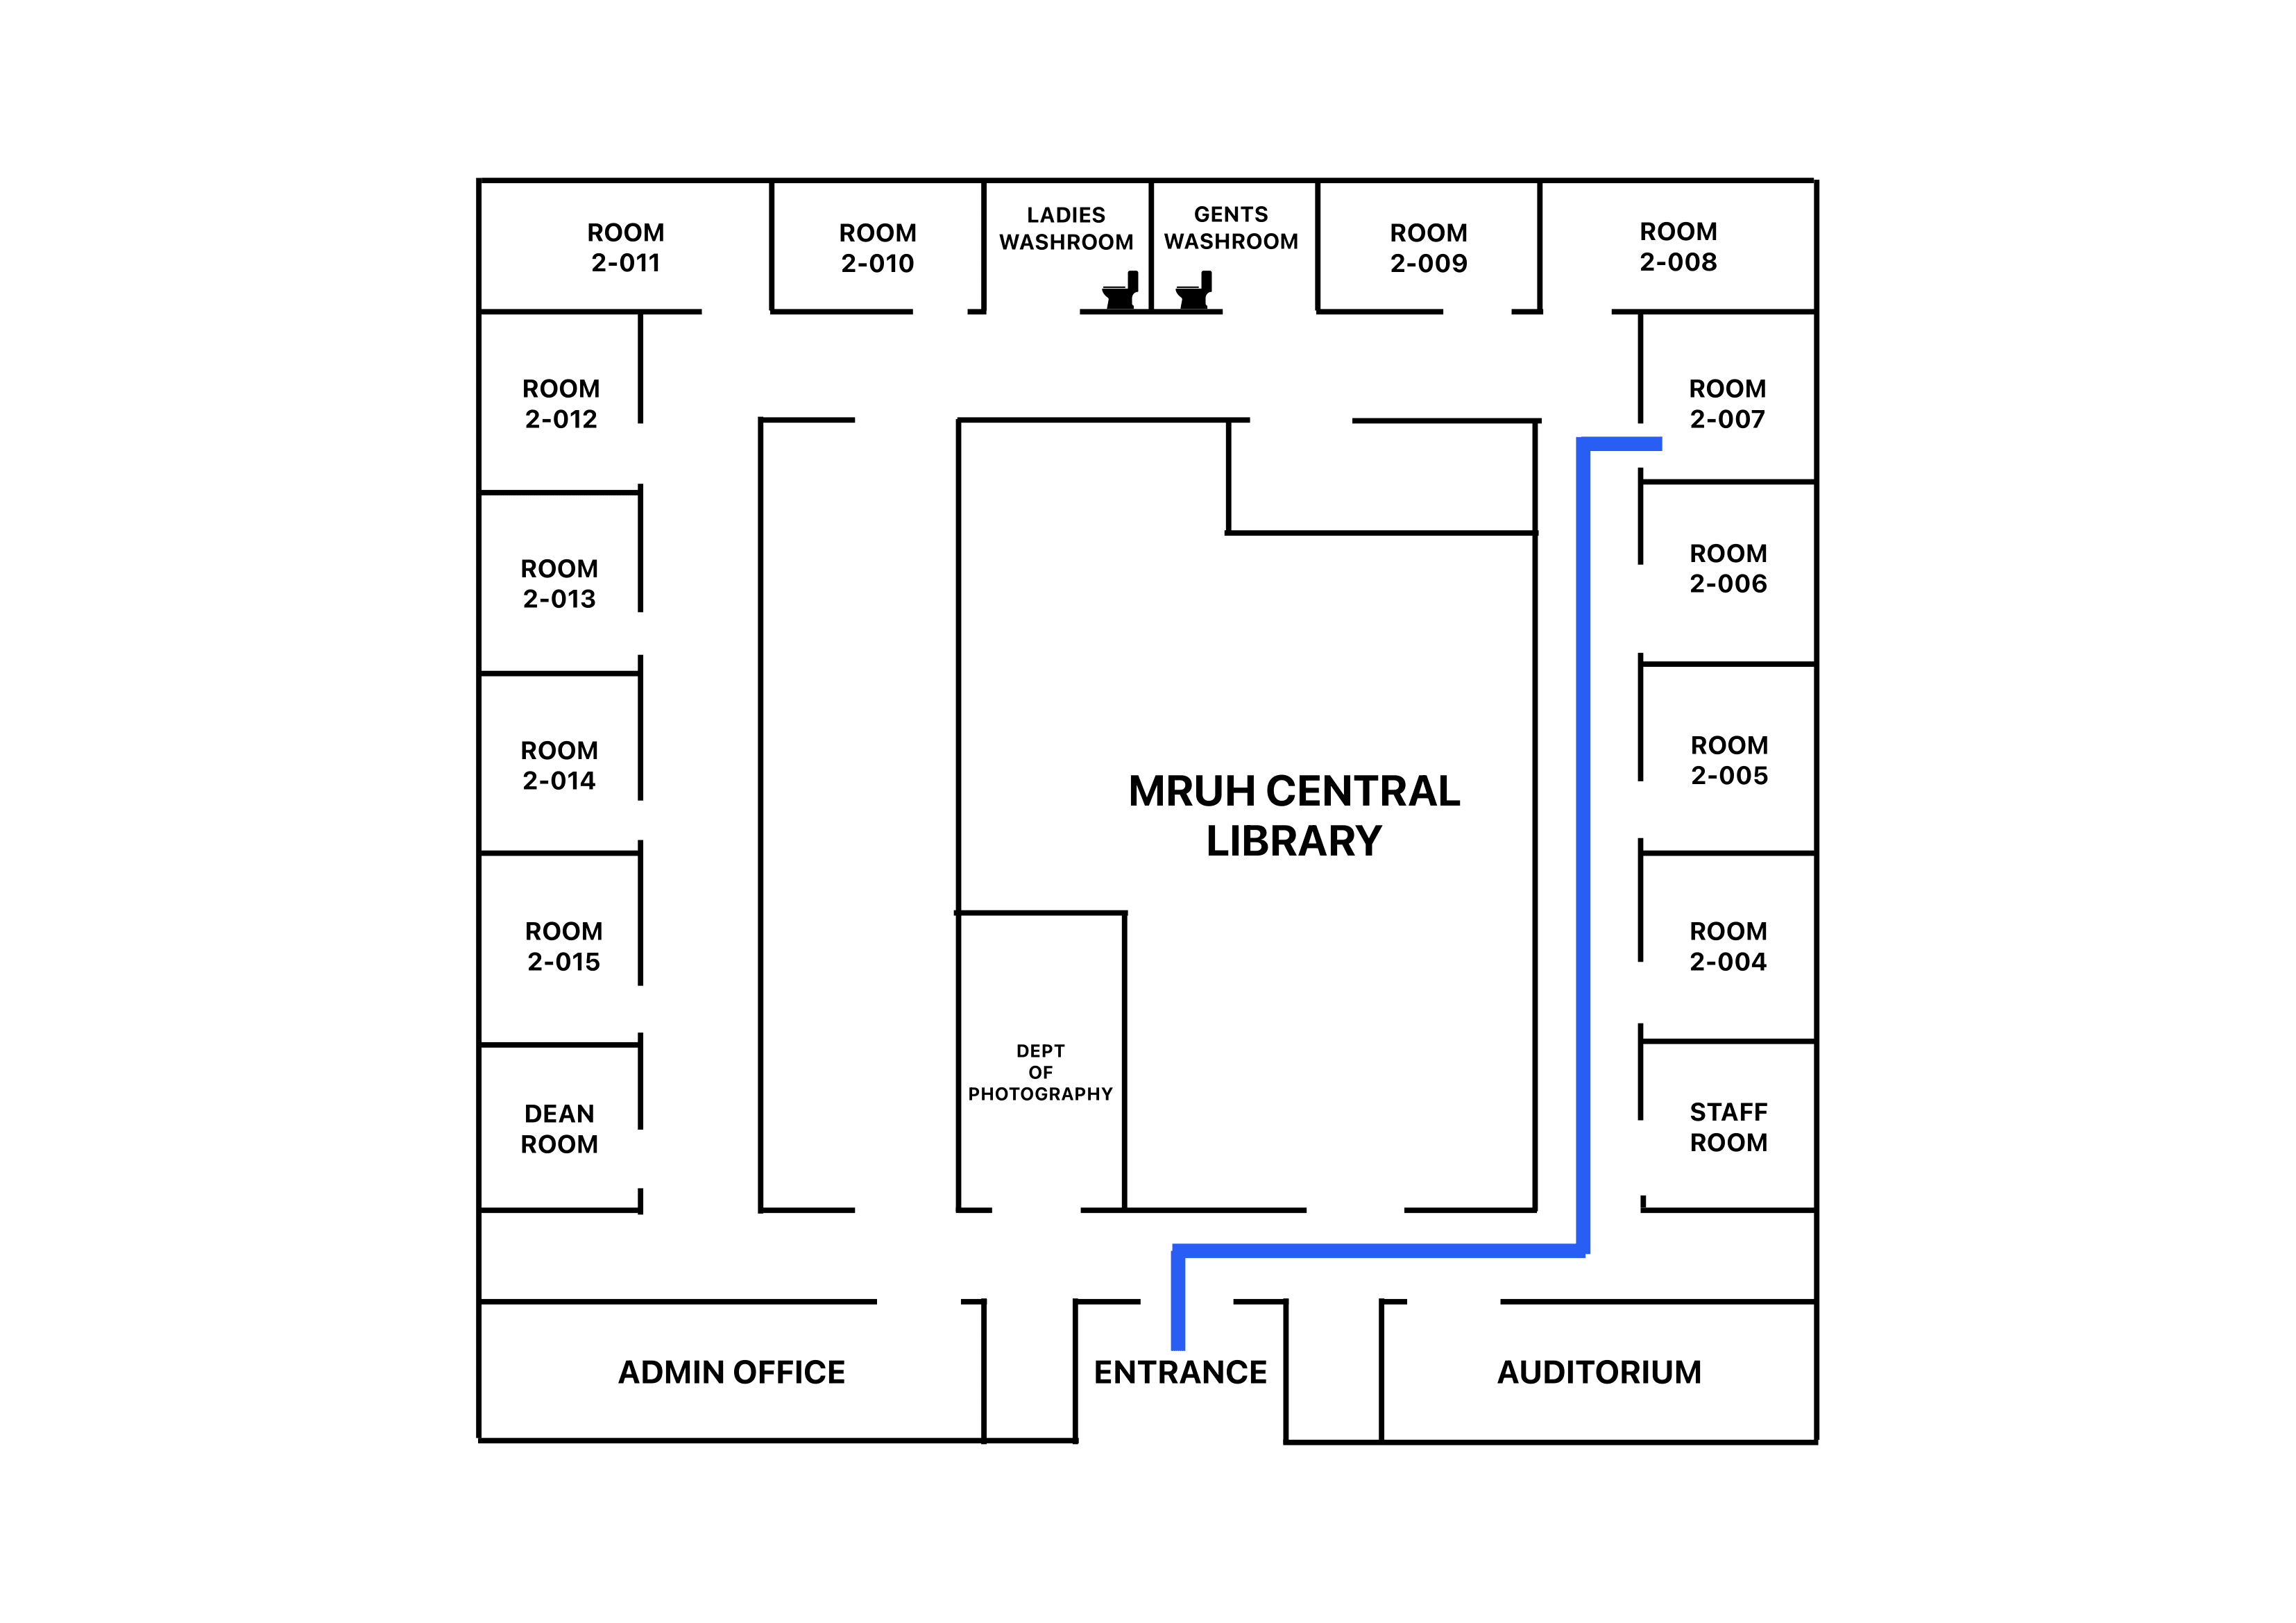 ROOM
2-011
ROOM
2-010
LADIES
WASHROOM
GENTS
WASHROOM
ROOM
2-009
ROOM
2-008
ROOM
2-012
ROOM
2-007
ROOM
2-013
ROOM
2-006
ROOM
2-014
MRUH CENTRAL
LIBRARY
ROOM
2-005
ROOM
2-015
ROOM
2-004
DEAN
ROOM
DEPT
OF
PHOTOGRAPHY
STAFF
ROOM
ADMIN OFFICE
ENTRANCE
AUDITORIUM